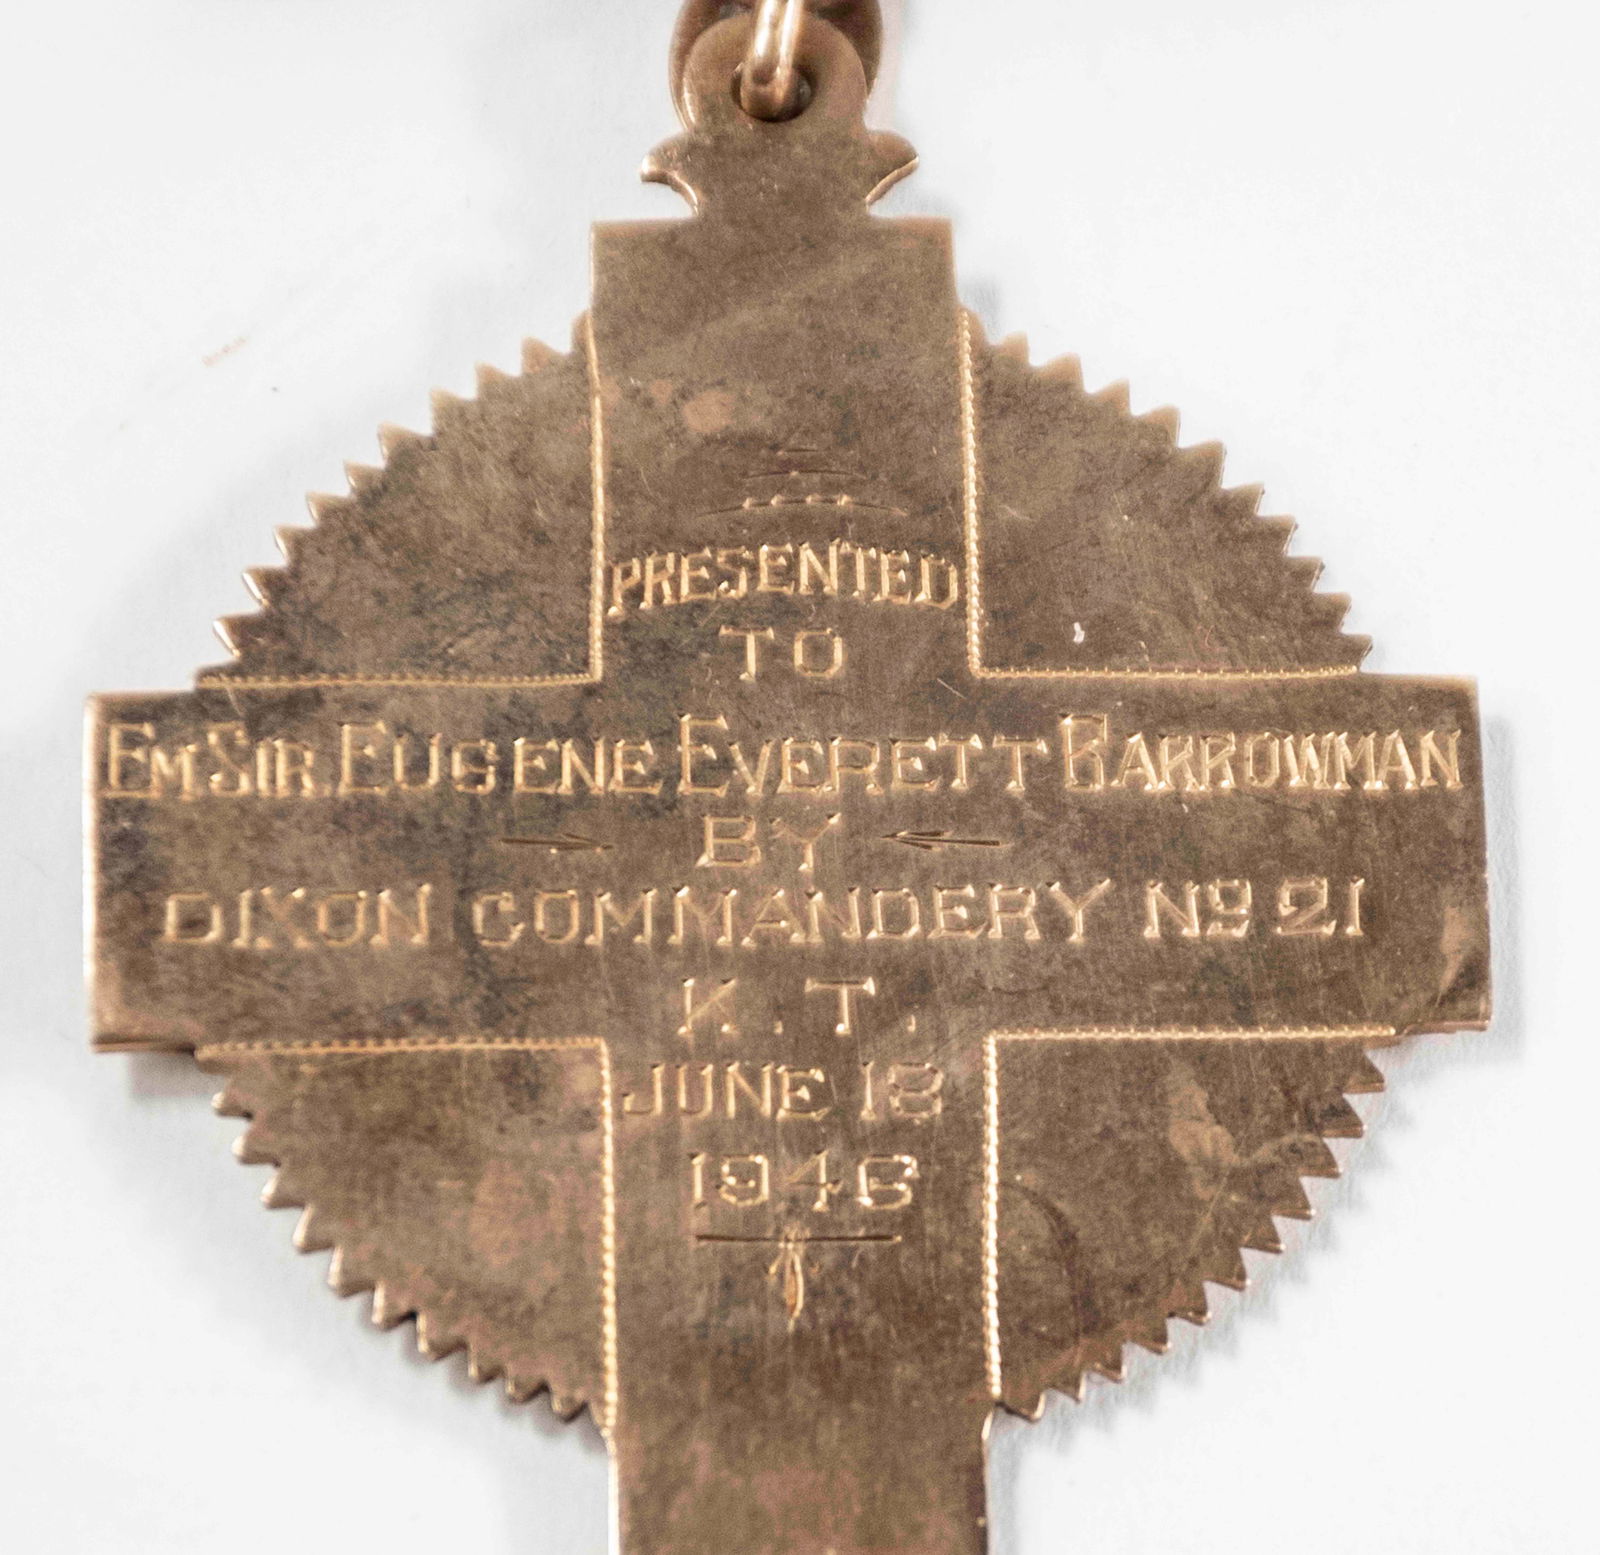 PRESENTED
TO
EM SIR EUGENE EVERETT BARROWMAN
BY
DIXON COMMANDERY No 21
K. T.
JUNE 18
1946